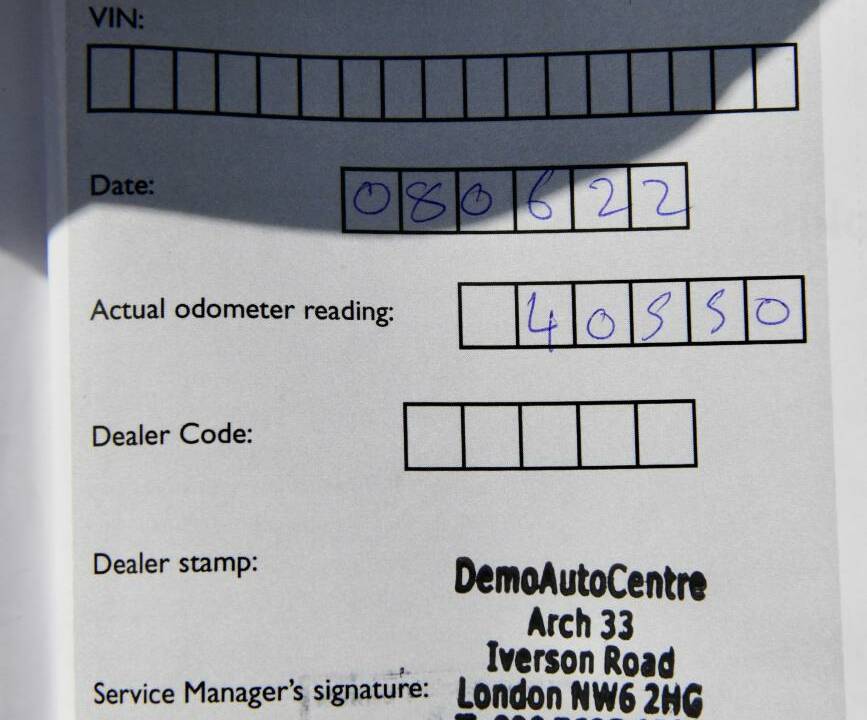 VIN:
Date: 080622
Actual odometer reading: 40550
Dealer Code:
Dealer stamp:
DemoAutoCentre
Arch 33
Iverson Road
Service Manager's signature: London NW6 2HG